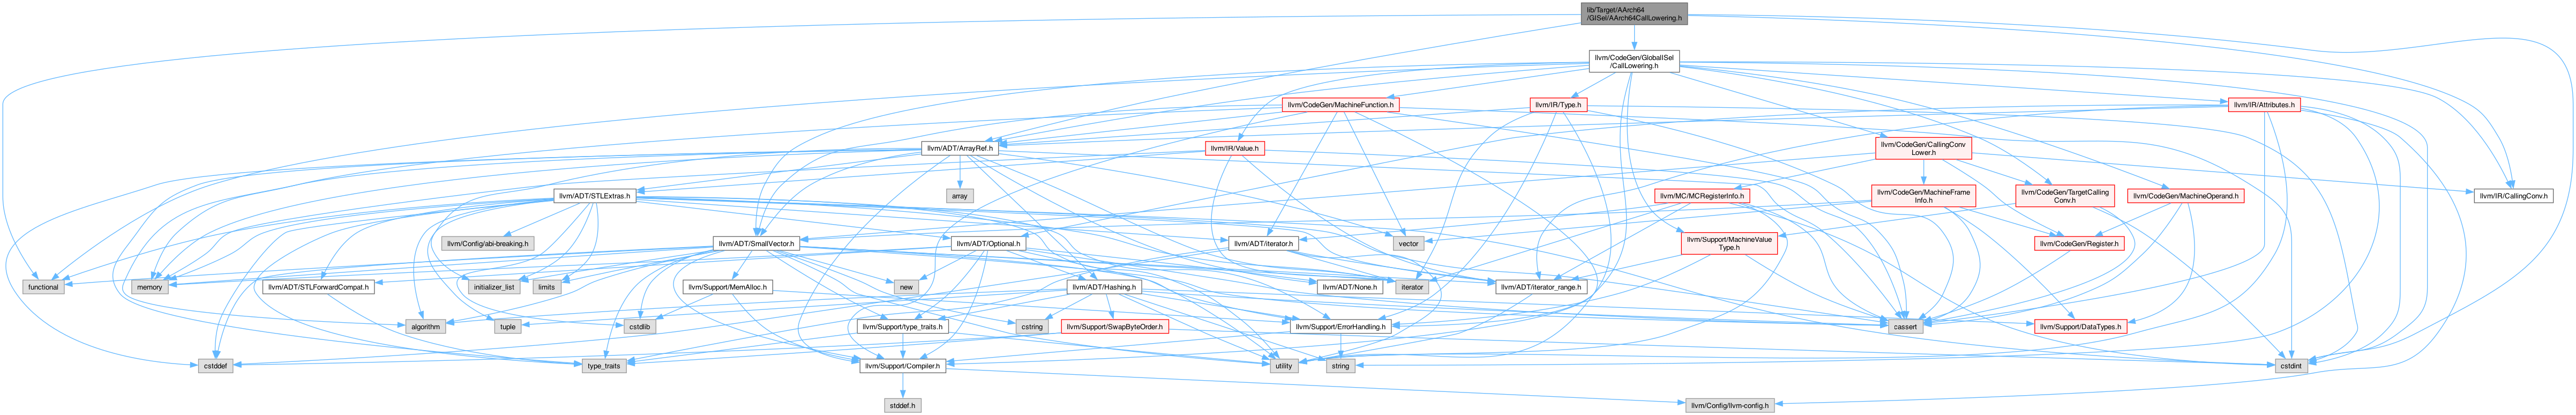 lib/Target/AArch64
/GISel/AArch64CallLowering.h
llvm/CodeGen/GlobalISel
/CallLowering.h
llvm/CodeGen/MachineFunction.h
llvm/IR/Type.h
llvm/IR/Attributes.h
llvm/ADT/ArrayRef.h
llvm/IR/Value.h
llvm/CodeGen/CallingConv
Lower.h
array
llvm/ADT/STLExtras.h
llvm/MC/MCRegisterInfo.h
llvm/CodeGen/MachineFrame
Info.h
llvm/CodeGen/TargetCalling
Conv.h
llvm/CodeGen/MachineOperand.h
llvm/IR/CallingConv.h
llvm/Config/abi-breaking.h
llvm/ADT/SmallVector.h
llvm/ADT/Optional.h
llvm/ADT/iterator.h
vector
llvm/Support/MachineValue
Type.h
llvm/CodeGen/Register.h
functional
memory
llvm/ADT/STLForwardCompat.h
initializer_list
limits
llvm/Support/MemAlloc.h
new
llvm/ADT/Hashing.h
llvm/ADT/None.h
iterator
llvm/ADT/iterator_range.h
algorithm
tuple
cstdlib
llvm/Support/type_traits.h
cstring
llvm/Support/SwapByteOrder.h
llvm/Support/ErrorHandling.h
cassert
llvm/Support/DataTypes.h
cstddef
type_traits
llvm/Support/Compiler.h
utility
string
cstdint
stddef.h
llvm/Config/llvm-config.h